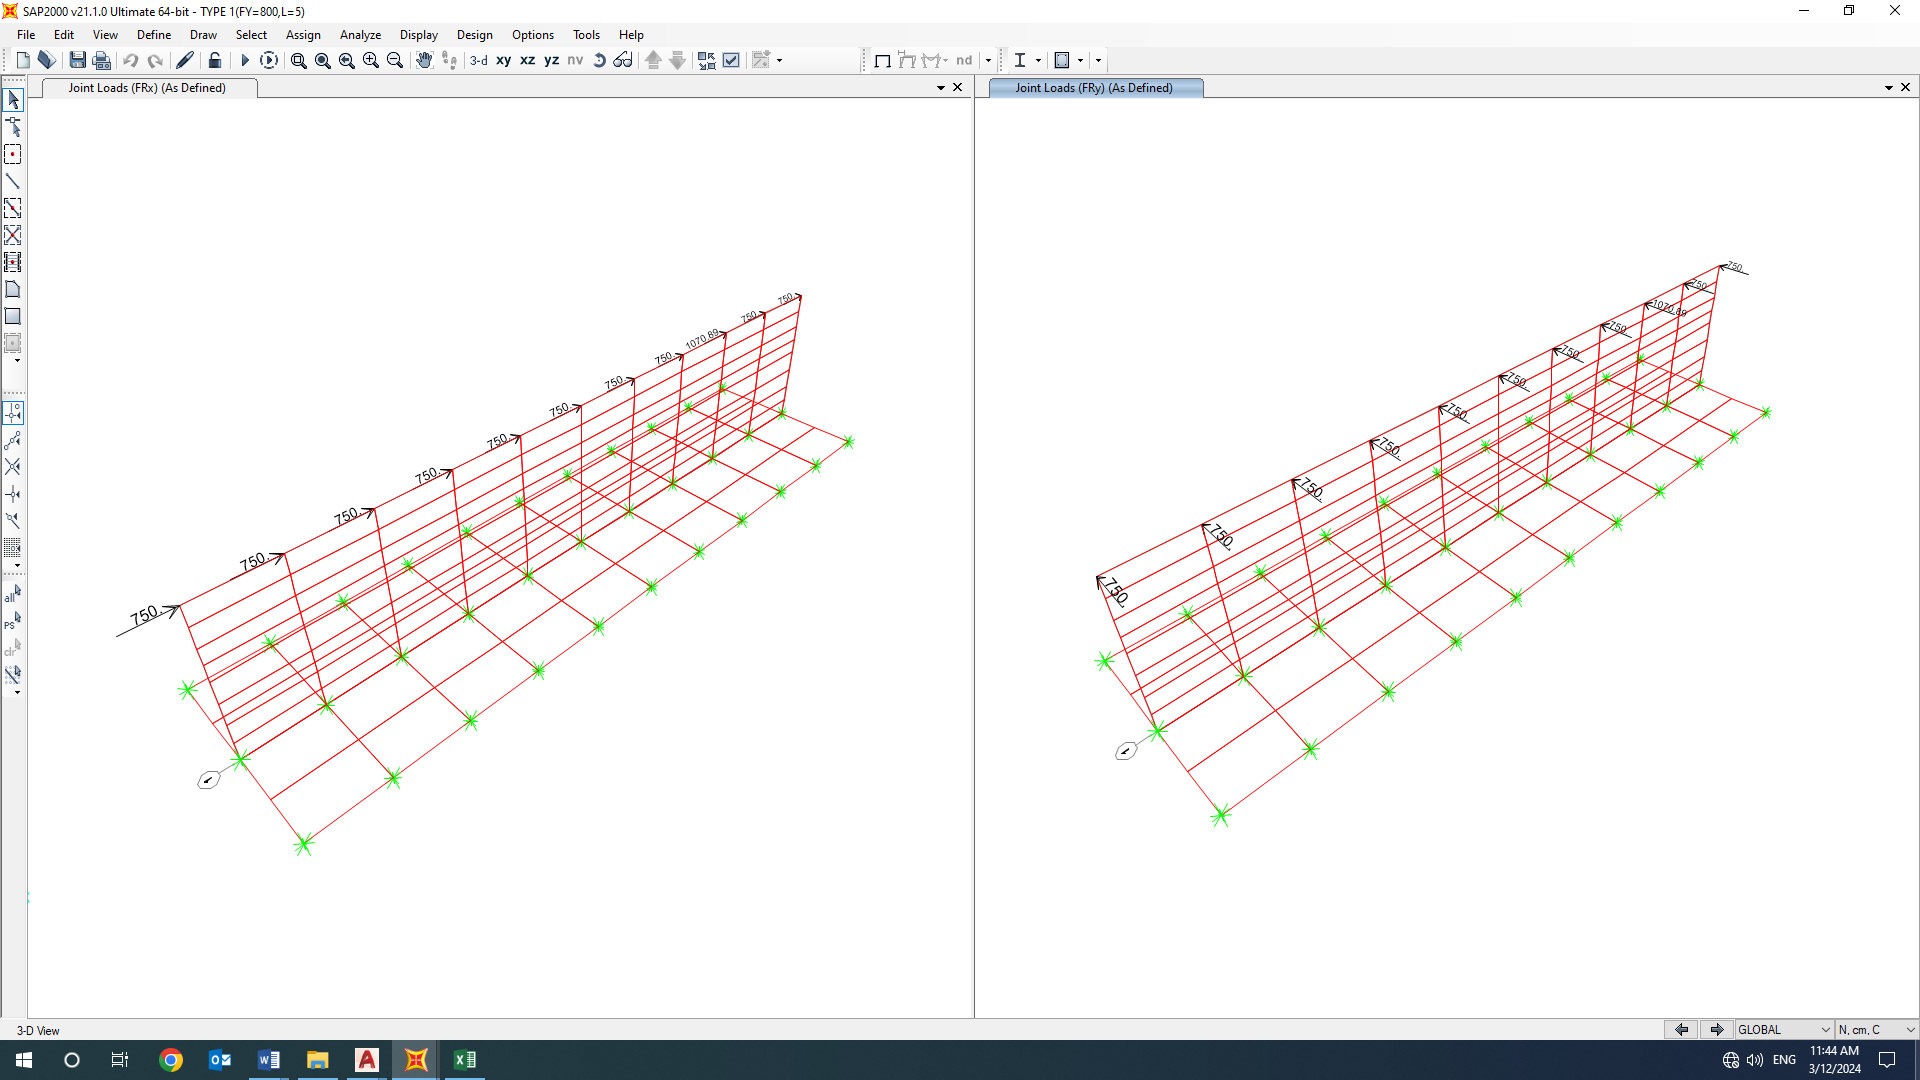 SAP2000 v21.1.0 Ultimate 64-bit - TYPE 1(FY=800,L=5)
File Edit View Define Draw Select Assign Analyze Display Design Options Tools Help
3-d xy xz yz nv nd
Joint Loads (FRx) (As Defined)
Joint Loads (FRy) (As Defined)
all
PS
clr
750.
750.
1070.89
750.
750.
750.
750.
750.
750.
750.
750.
750.
750.
1070.89
750.
750.
750.
750.
750.
750.
750.
750.
3-D View
GLOBAL
N, cm, C
ENG
11:44 AM
3/12/2024